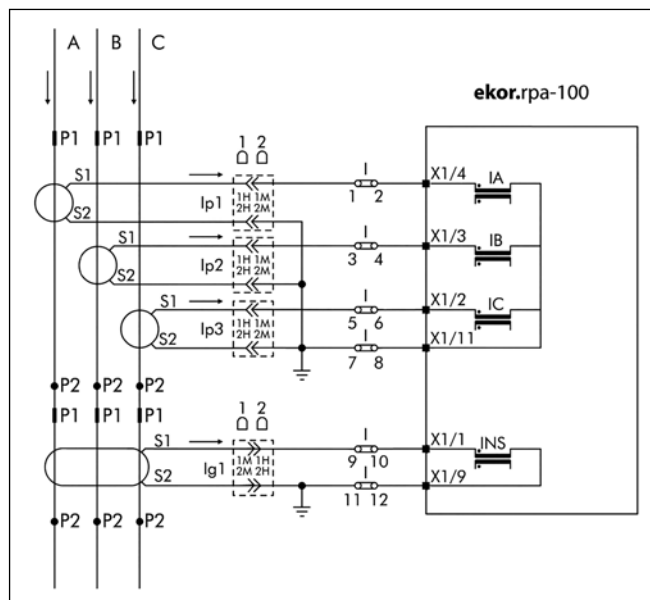 A B C
ekor.rpa-100
P1 P1 P1
1 2
S1 I X1/4 IA
Ip1 1H 1M 1 2
2H 2M
S2
S1 I X1/3 IB
Ip2 1H 1M 3 4
2H 2M
S2
S1 I X1/2 IC
Ip3 1H 1M 5 6
2H 2M
S2 I X1/11
7 8
P2 P2 P2
P1 P1 P1
1 2
S1 I X1/1 INS
1M 1H 9 10
2M 2H
S2 Ig1 I X1/9
11 12
P2 P2 P2